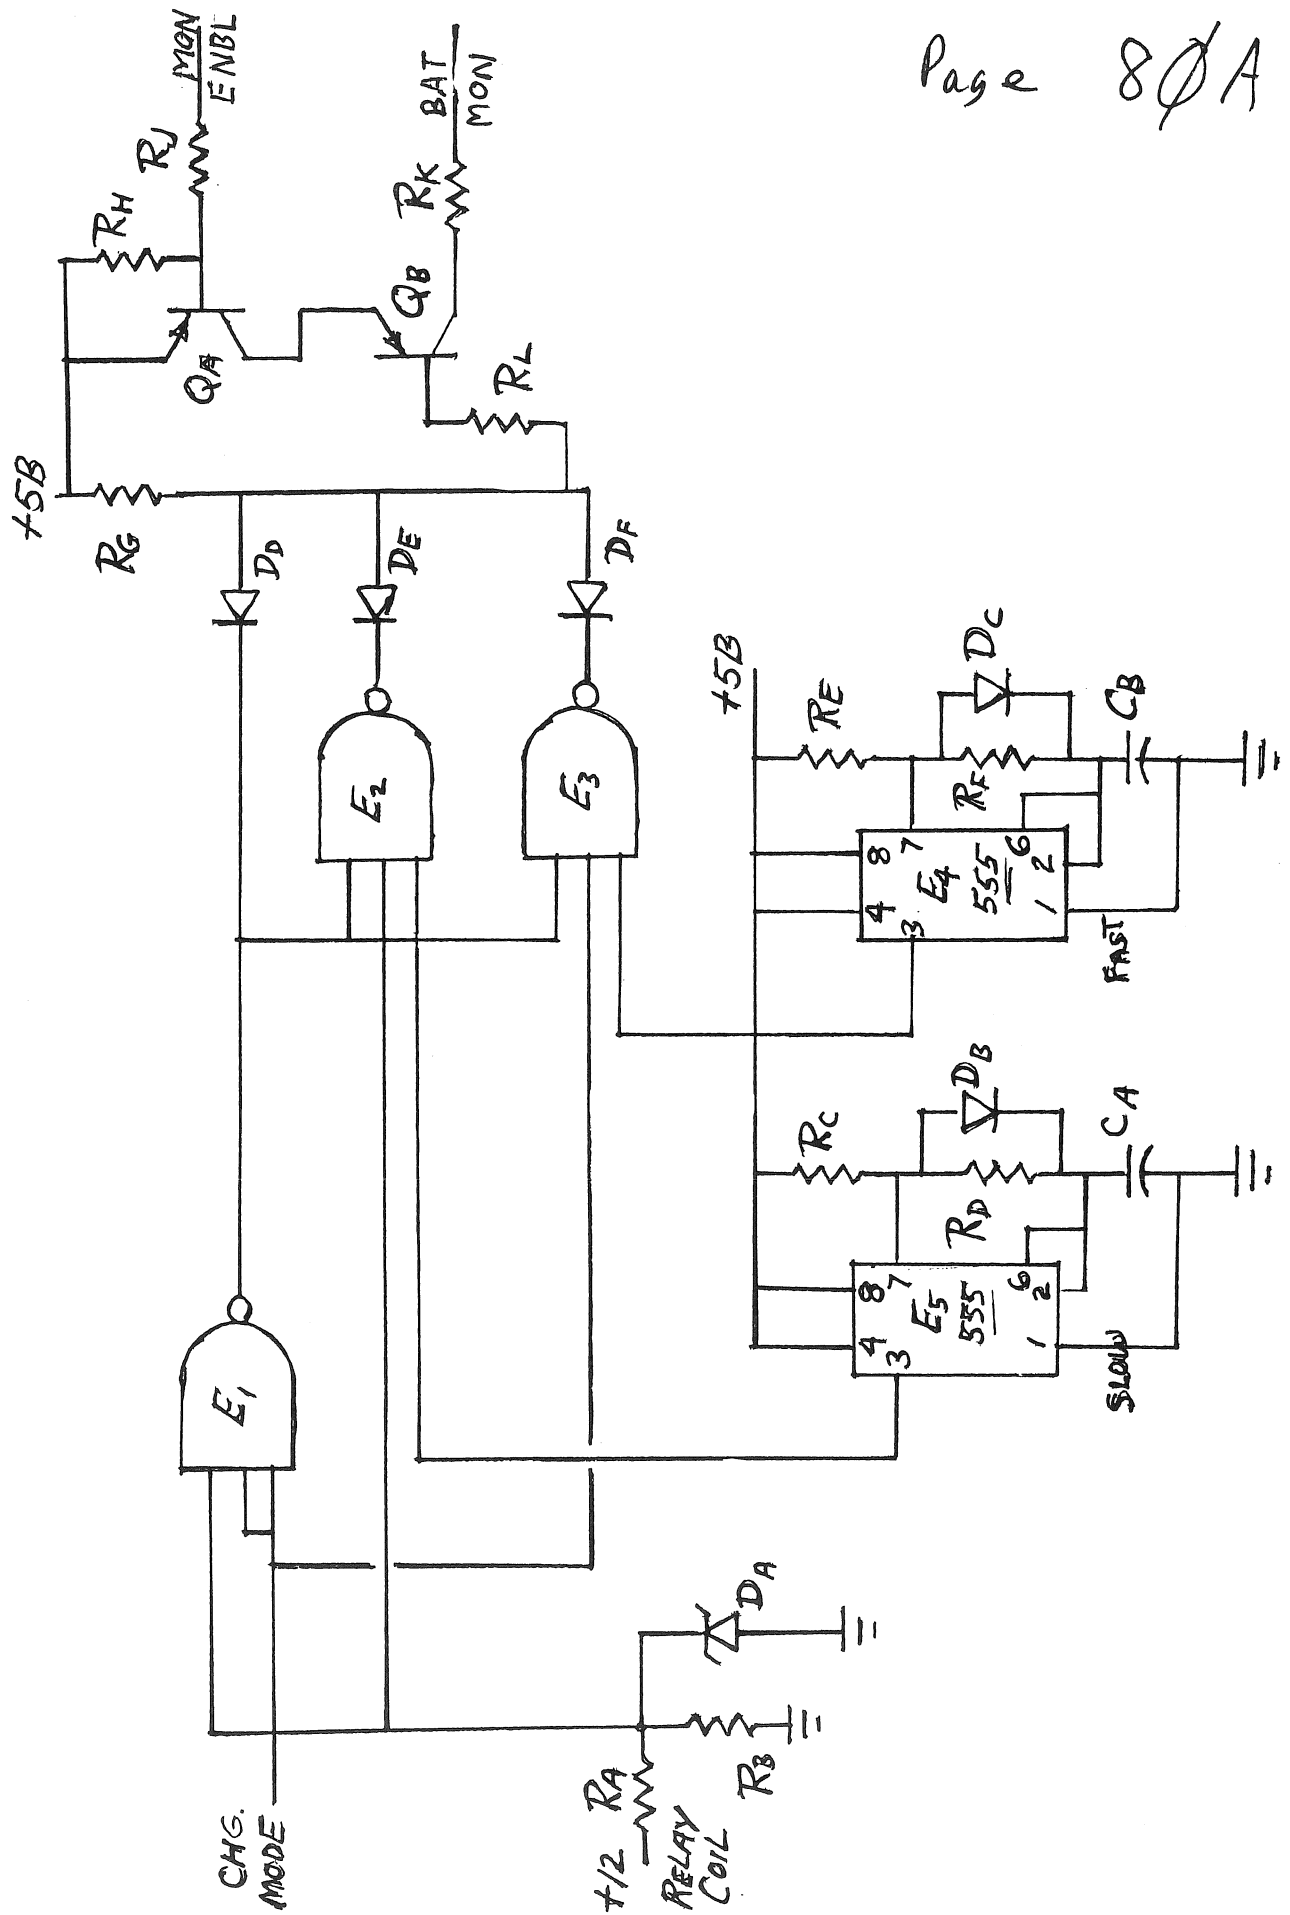 Page 8ØA
MON
ENBL
RJ
RH
BAT
MON
RK
QA
QB
RL
+5B
RG
DD
DE
DF
E2
E3
+5B
RE
DC
RF
CB
8
7
4
3
E4
555
6
2
1
FAST
RC
DB
RD
CA
8
7
4
3
E5
555
6
2
1
SLOW
E1
CHG.
MODE
+12
RELAY
COIL
RA
RB
DA